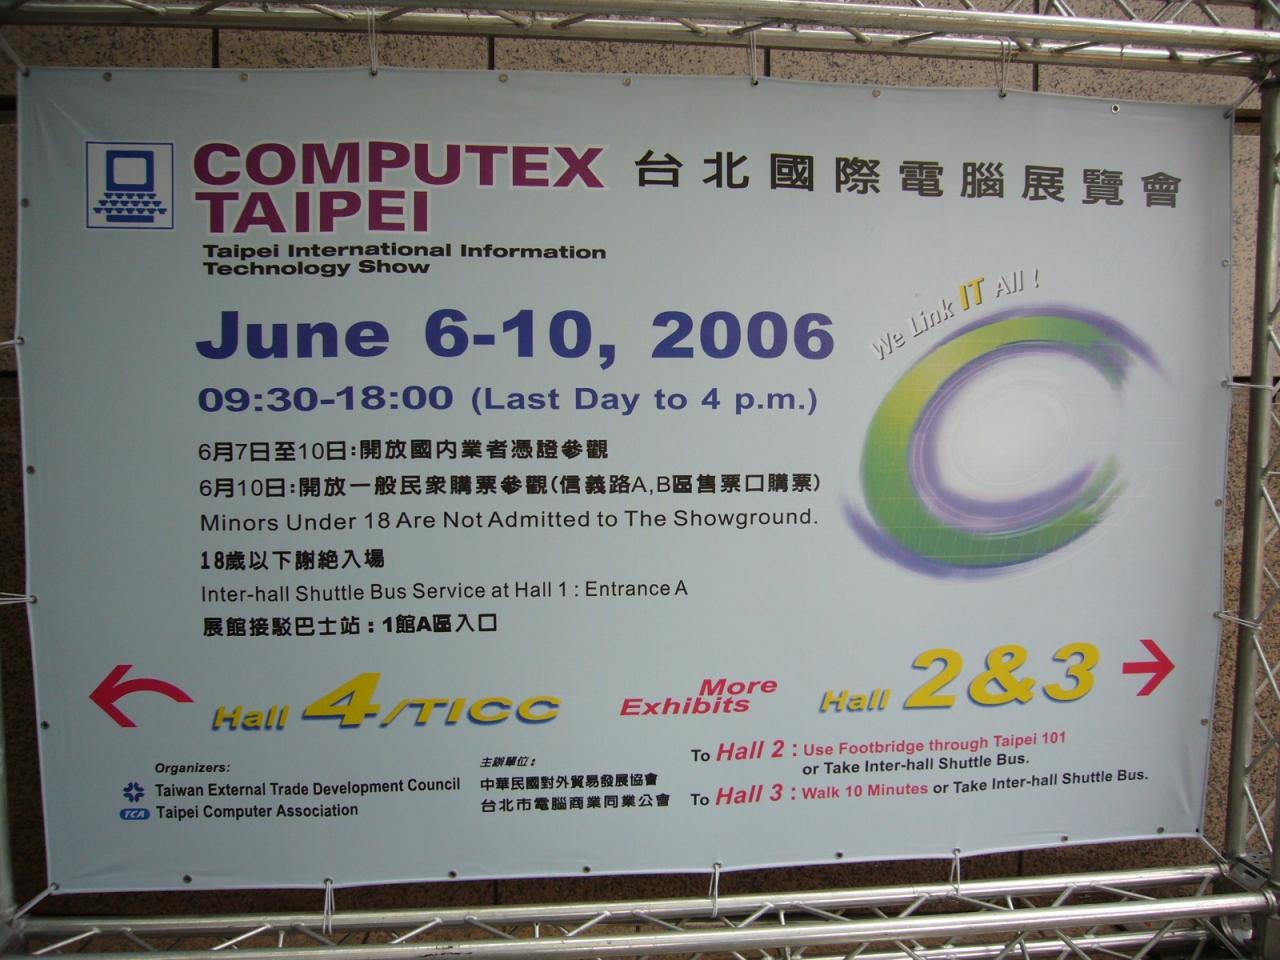 COMPUTEX
TAIPEI
台北國際電腦展覽會
Taipei International Information
Technology Show
We Link IT All !
June 6-10, 2006
09:30-18:00 (Last Day to 4 p.m.)
6月7日至10日:開放國內業者憑證參觀
6月10日:開放一般民衆購票參觀(信義路A,B區售票口購票)
Minors Under 18 Are Not Admitted to The Showground.
18歲以下謝絕入場
Inter-hall Shuttle Bus Service at Hall 1 : Entrance A
展館接駁巴士站 : 1館A區入口
Hall 4/TICC
More
Exhibits
Hall 2&3
Organizers:
Taiwan External Trade Development Council
TCA Taipei Computer Association
主辦單位:
中華民國對外貿易發展協會
台北市電腦商業同業公會
To Hall 2 : Use Footbridge through Taipei 101
or Take Inter-hall Shuttle Bus.
To Hall 3 : Walk 10 Minutes or Take Inter-hall Shuttle Bus.